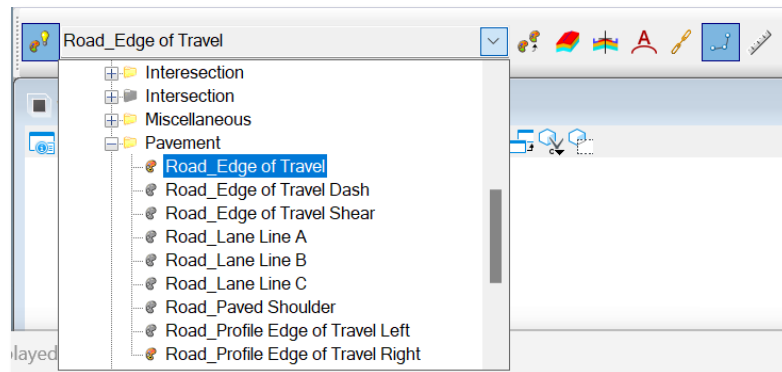 Road_Edge of Travel
Interesection
Intersection
Miscellaneous
Pavement
Road_Edge of Travel
Road_Edge of Travel Dash
Road_Edge of Travel Shear
Road_Lane Line A
Road_Lane Line B
Road_Lane Line C
Road_Paved Shoulder
Road_Profile Edge of Travel Left
layed
Road_Profile Edge of Travel Right